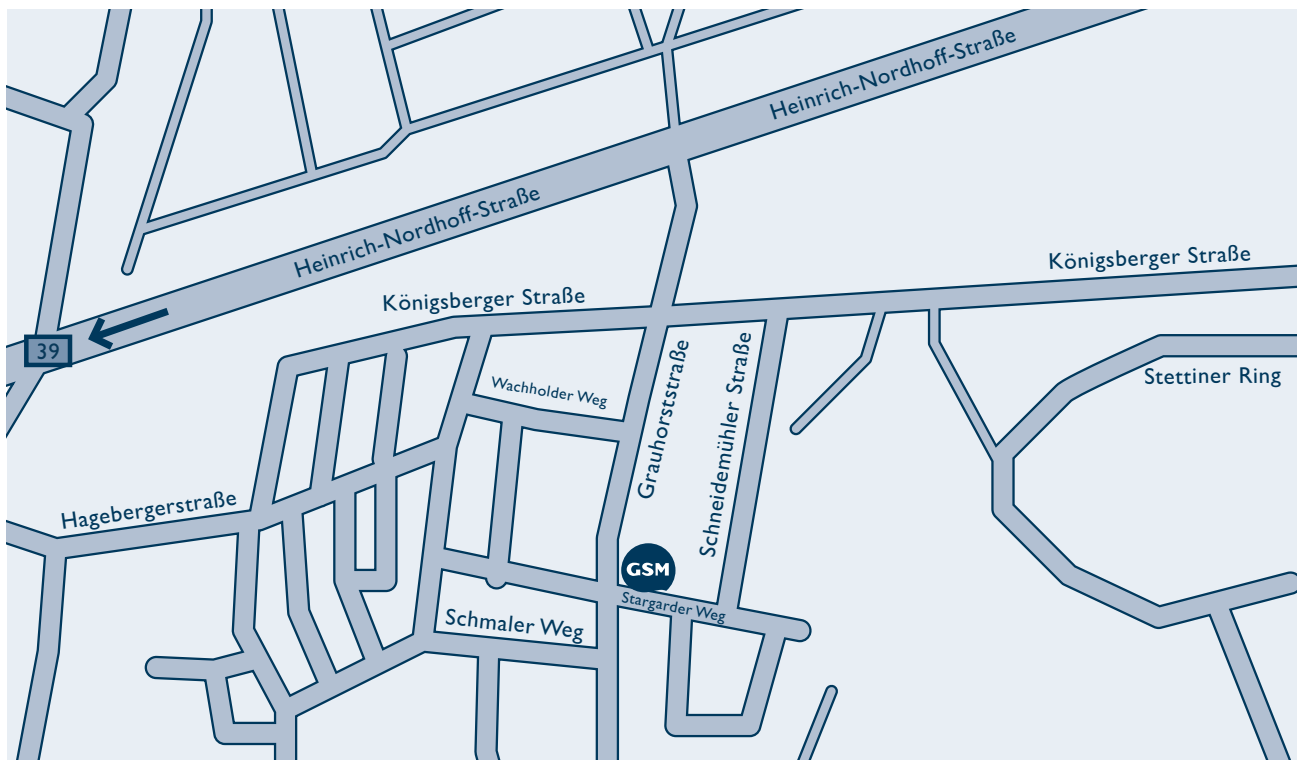 Heinrich-Nordhoff-Straße
Heinrich-Nordhoff-Straße
Königsberger Straße
Königsberger Straße
39
Stettiner Ring
Wachholder Weg
Grauhorststraße
Schneidemühler Straße
Hagebergerstraße
GSM
Stargarder Weg
Schmaler Weg